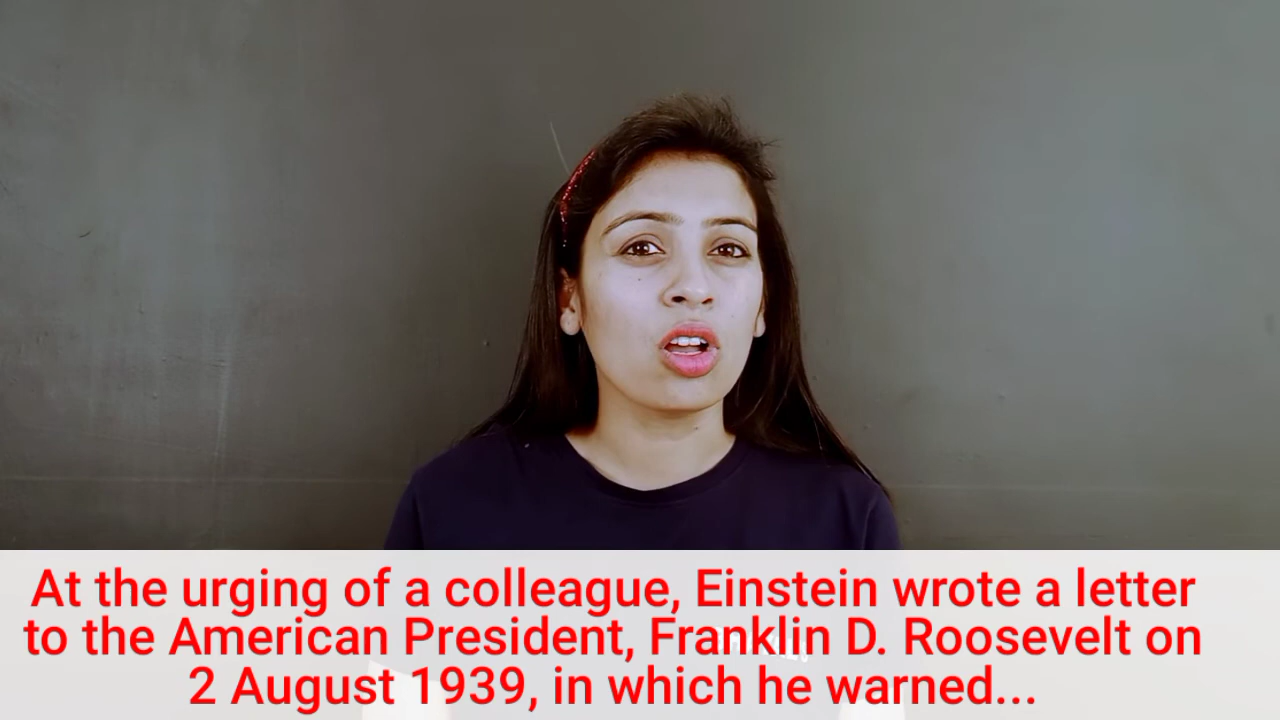 At the urging of a colleague, Einstein wrote a letter
to the American President, Franklin D. Roosevelt on
2 August 1939, in which he warned...